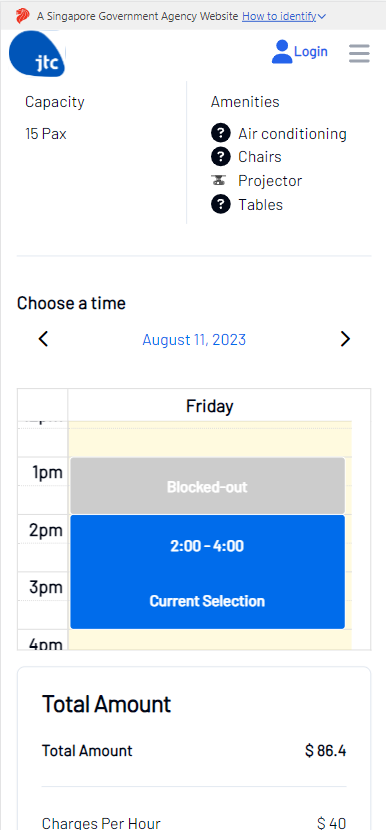 A Singapore Government Agency Website How to identify
jtc
Login
Capacity
15 Pax
Amenities
? Air conditioning
? Chairs
Projector
? Tables
Choose a time
August 11, 2023
Friday
1pm
Blocked-out
2pm
2:00 - 4:00
3pm
Current Selection
4pm
Total Amount
Total Amount $ 86.4
Charges Per Hour $ 40